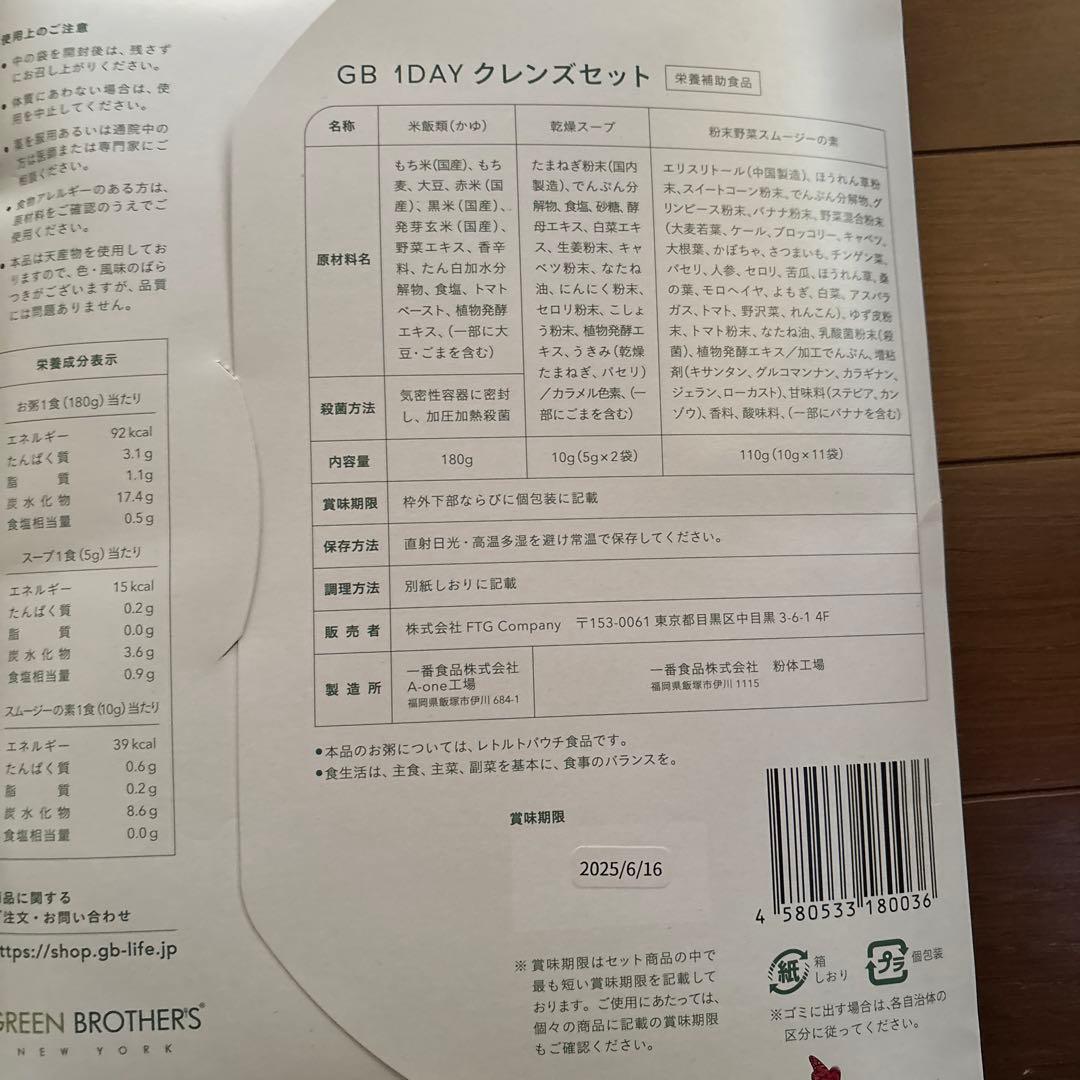 使用上のご注意
• 中の袋を開封後は、残さず
にお召し上がりください。
• 体質にあわない場合は、使
用を中止してください。
• 薬を服用あるいは通院中の
方は医師または専門家にご
相談ください。
• 食物アレルギーのある方は、
原材料をご確認のうえでご
使用ください。
• 本品は天産物を使用してお
りますので、色・風味のばら
つきがございますが、品質
には問題ありません。
栄養成分表示
お粥1食(180g)当たり
エネルギー 92kcal
たんぱく質 3.1g
脂質 1.1g
炭水化物 17.4g
食塩相当量 0.5g
スープ1食(5g)当たり
エネルギー 15kcal
たんぱく質 0.2g
脂質 0.0g
炭水化物 3.6g
食塩相当量 0.9g
スムージーの素1食(10g)当たり
エネルギー 39kcal
たんぱく質 0.6g
脂質 0.2g
炭水化物 8.6g
食塩相当量 0.0g
品に関する
注文・お問い合わせ
ttps://shop.gb-life.jp
GREEN BROTHER'S®
NEW YORK
GB 1DAY クレンズセット 栄養補助食品
名称 米飯類(かゆ) 乾燥スープ 粉末野菜スムージーの素
原材料名
もち米(国産)、もち
麦、大豆、赤米(国
産)、黒米(国産)、
発芽玄米(国産)、
野菜エキス、香辛
料、たん白加水分
解物、食塩、トマト
ペースト、植物発酵
エキス、(一部に大
豆・ごまを含む)
たまねぎ粉末(国内
製造)、でんぷん分
解物、食塩、砂糖、酵
母エキス、白菜エキ
ス、生姜粉末、キャ
ベツ粉末、なたね
油、にんにく粉末、
セロリ粉末、こしょ
う粉末、植物発酵エ
キス、うきみ(乾燥
たまねぎ、パセリ)
/カラメル色素、(一
部にごまを含む)
エリスリトール(中国製造)、ほうれん草粉
末、スイートコーン粉末、でんぷん分解物、グ
リンピース粉末、バナナ粉末、野菜混合粉末
(大麦若葉、ケール、ブロッコリー、キャベツ、
大根葉、かぼちゃ、さつまいも、チンゲン菜、
パセリ、人参、セロリ、苦瓜、ほうれん草、桑
の葉、モロヘイヤ、よもぎ、白菜、アスパラ
ガス、トマト、野沢菜、れんこん)、ゆず皮粉
末、トマト粉末、なたね油、乳酸菌粉末(殺
菌)、植物発酵エキス/加工でんぷん、増粘
剤(キサンタン、グルコマンナン、カラギナン、
ジェラン、ローカスト)、甘味料(ステビア、カン
ゾウ)、香料、酸味料、(一部にバナナを含む)
殺菌方法
気密性容器に密封
し、加圧加熱殺菌
内容量 180g 10g(5g×2袋) 110g(10g×11袋)
賞味期限 枠外下部ならびに個包装に記載
保存方法 直射日光・高温多湿を避け常温で保存してください。
調理方法 別紙しおりに記載
販売者 株式会社 FTG Company 〒153-0061 東京都目黒区中目黒 3-6-1 4F
製造所
一番食品株式会社
A-one工場
福岡県飯塚市伊川 684-1
一番食品株式会社 粉体工場
福岡県飯塚市伊川 1115
●本品のお粥については、レトルトパウチ食品です。
●食生活は、主食、主菜、副菜を基本に、食事のバランスを。
賞味期限
2025/6/16
※賞味期限はセット商品の中で
最も短い賞味期限を記載して
おります。ご使用にあたっては、
個々の商品に記載の賞味期限
もご確認ください。
4 580533 180036
紙 箱
しおり
プラ 個包装
※ゴミに出す場合は、各自治体の
区分に従ってください。